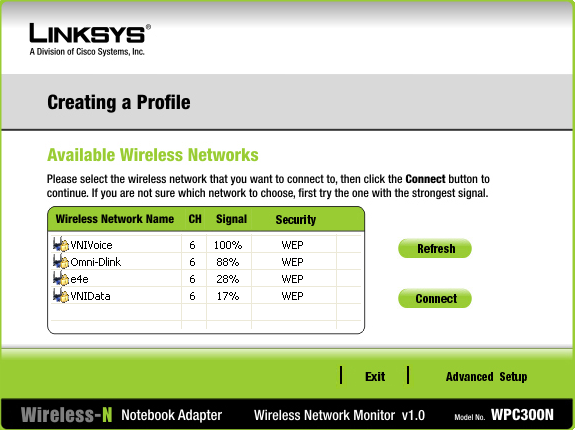 LINKSYS®
A Division of Cisco Systems, Inc.
Creating a Profile
Available Wireless Networks
Please select the wireless network that you want to connect to, then click the Connect button to
continue. If you are not sure which network to choose, first try the one with the strongest signal.
Wireless Network Name CH Signal Security
VNIVoice 6 100% WEP
Omni-Dlink 6 88% WEP
e4e 6 28% WEP
VNIData 6 17% WEP
Refresh
Connect
Exit Advanced Setup
Wireless-N Notebook Adapter Wireless Network Monitor v1.0 Model No. WPC300N